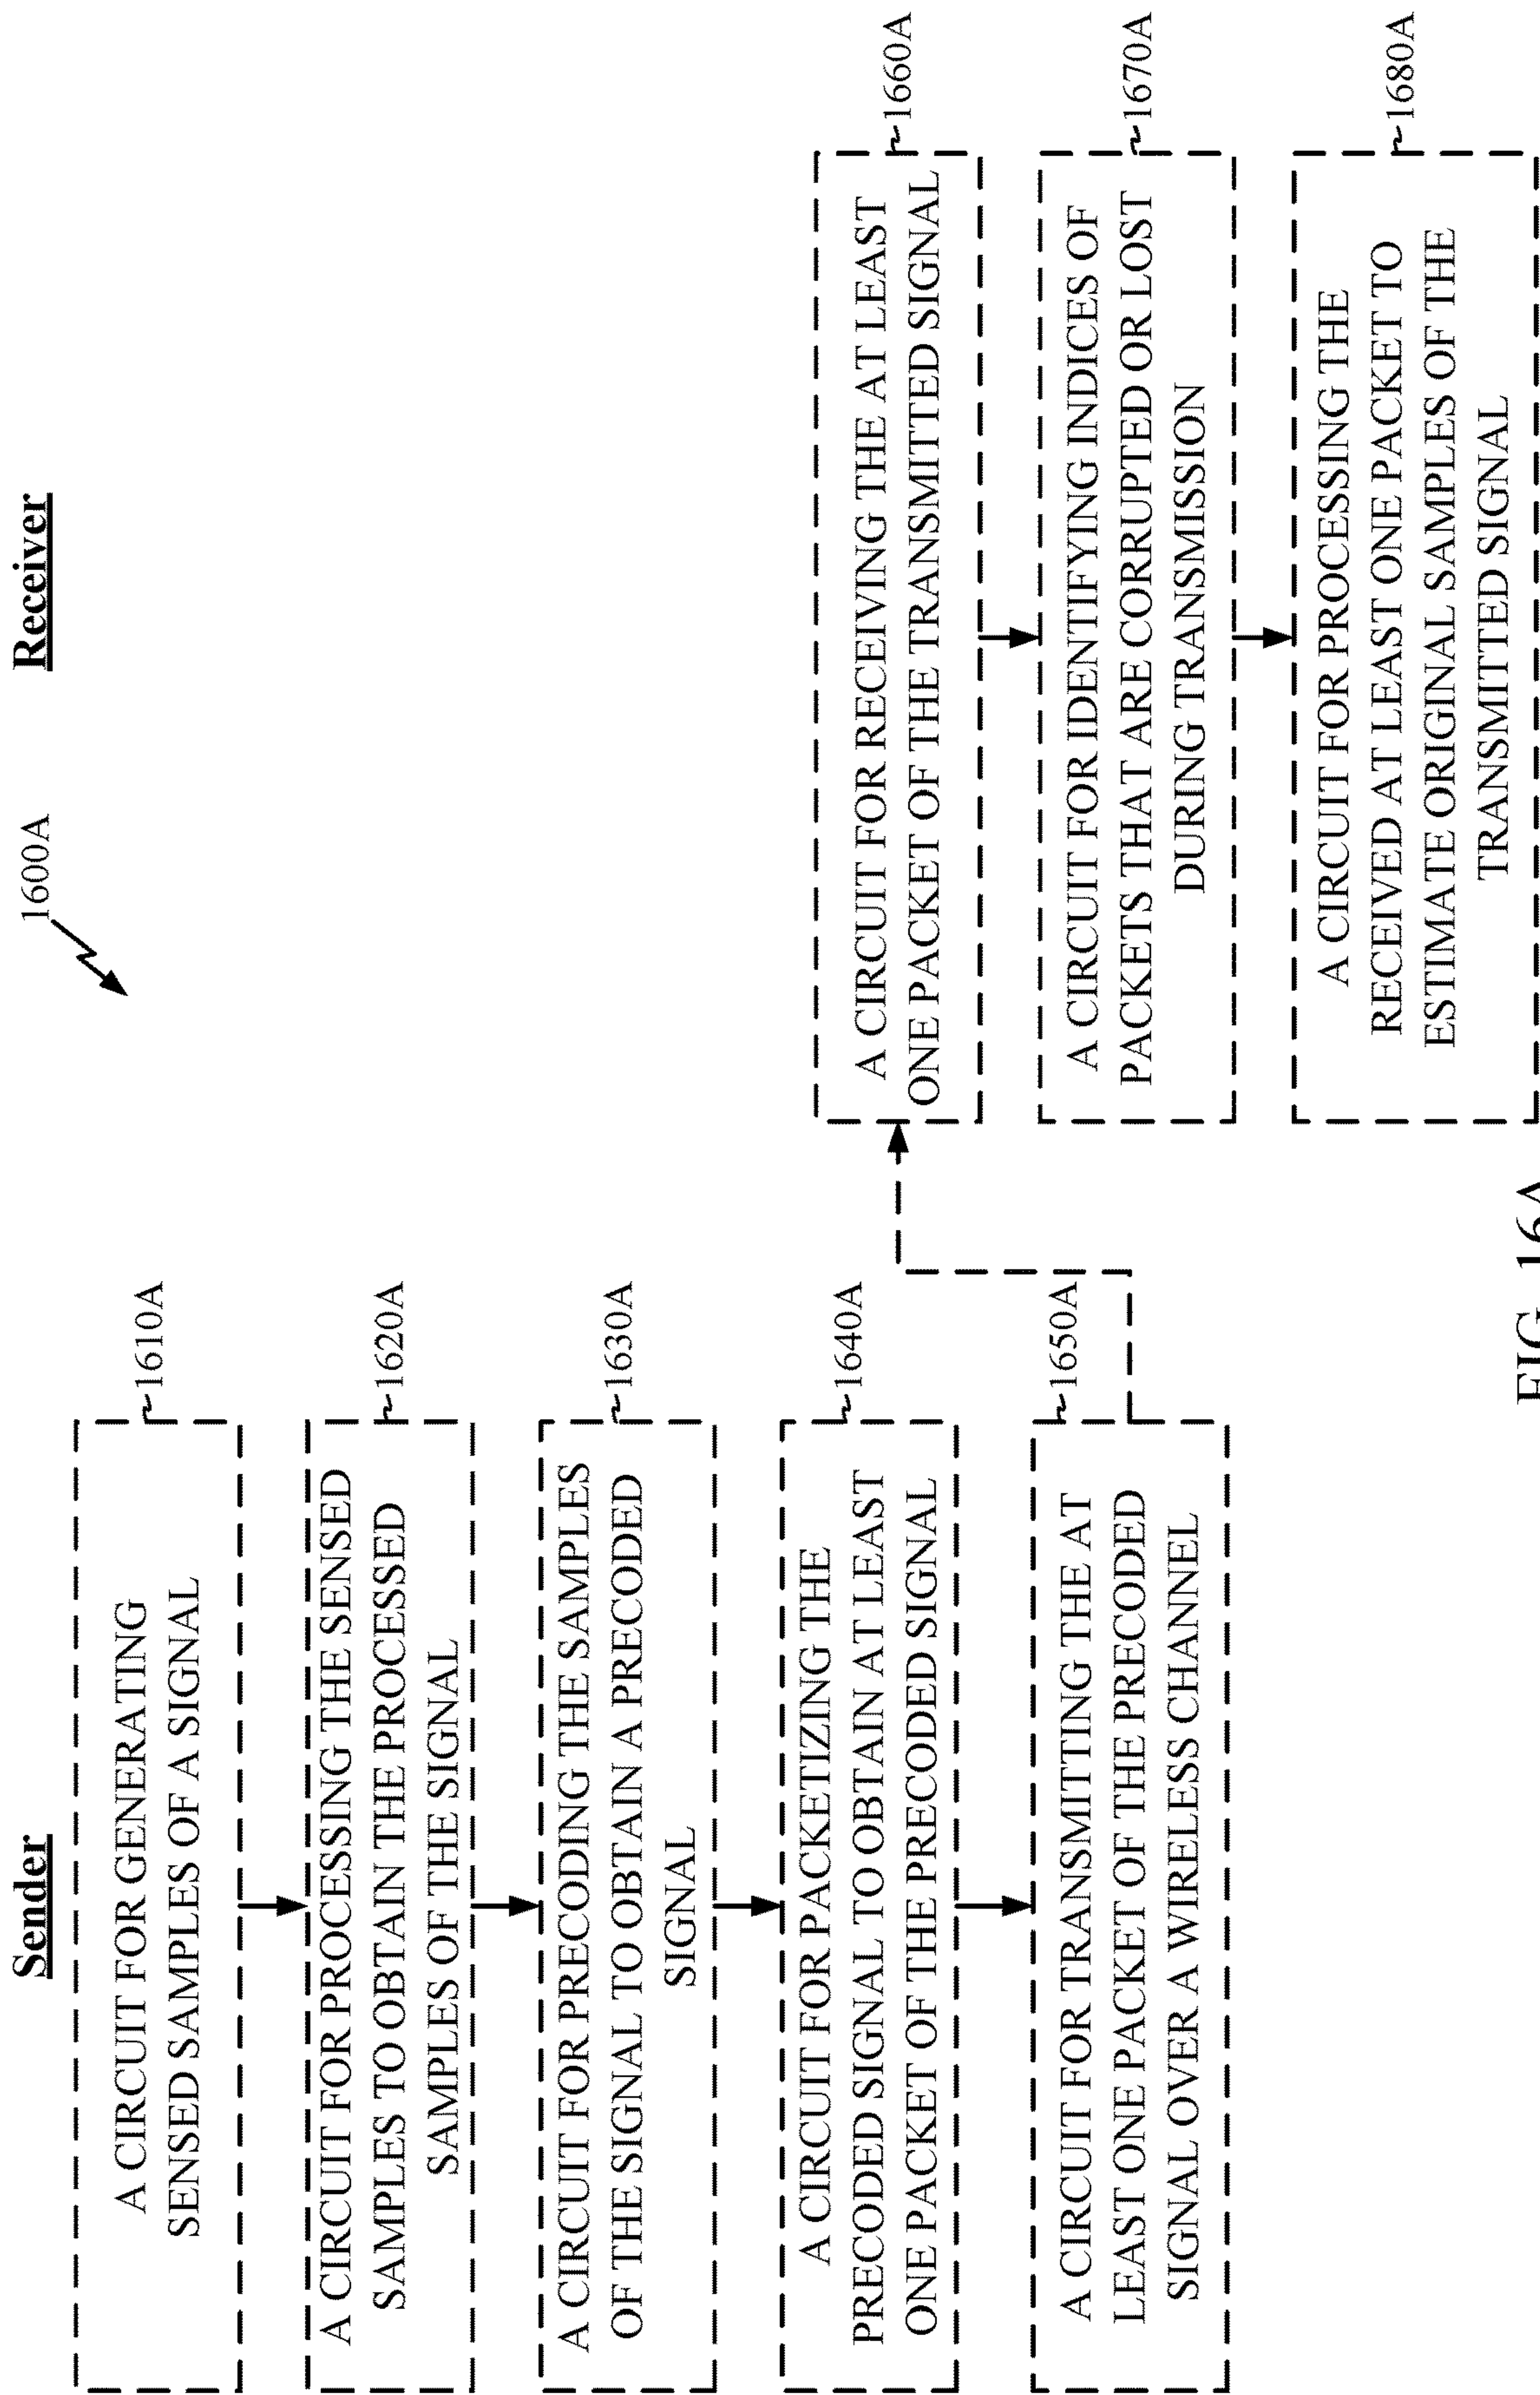 Sender
1600A
Receiver
A CIRCUIT FOR GENERATING
SENSED SAMPLES OF A SIGNAL
1610A
A CIRCUIT FOR PROCESSING THE SENSED
SAMPLES TO OBTAIN THE PROCESSED
SAMPLES OF THE SIGNAL
1620A
A CIRCUIT FOR PRECODING THE SAMPLES
OF THE SIGNAL TO OBTAIN A PRECODED
SIGNAL
1630A
A CIRCUIT FOR PACKETIZING THE
PRECODED SIGNAL TO OBTAIN AT LEAST
ONE PACKET OF THE PRECODED SIGNAL
1640A
A CIRCUIT FOR TRANSMITTING THE AT
LEAST ONE PACKET OF THE PRECODED
SIGNAL OVER A WIRELESS CHANNEL
1650A
A CIRCUIT FOR RECEIVING THE AT LEAST
ONE PACKET OF THE TRANSMITTED SIGNAL
1660A
A CIRCUIT FOR IDENTIFYING INDICES OF
PACKETS THAT ARE CORRUPTED OR LOST
DURING TRANSMISSION
1670A
A CIRCUIT FOR PROCESSING THE
RECEIVED AT LEAST ONE PACKET TO
ESTIMATE ORIGINAL SAMPLES OF THE
TRANSMITTED SIGNAL
1680A
FIG. 16A